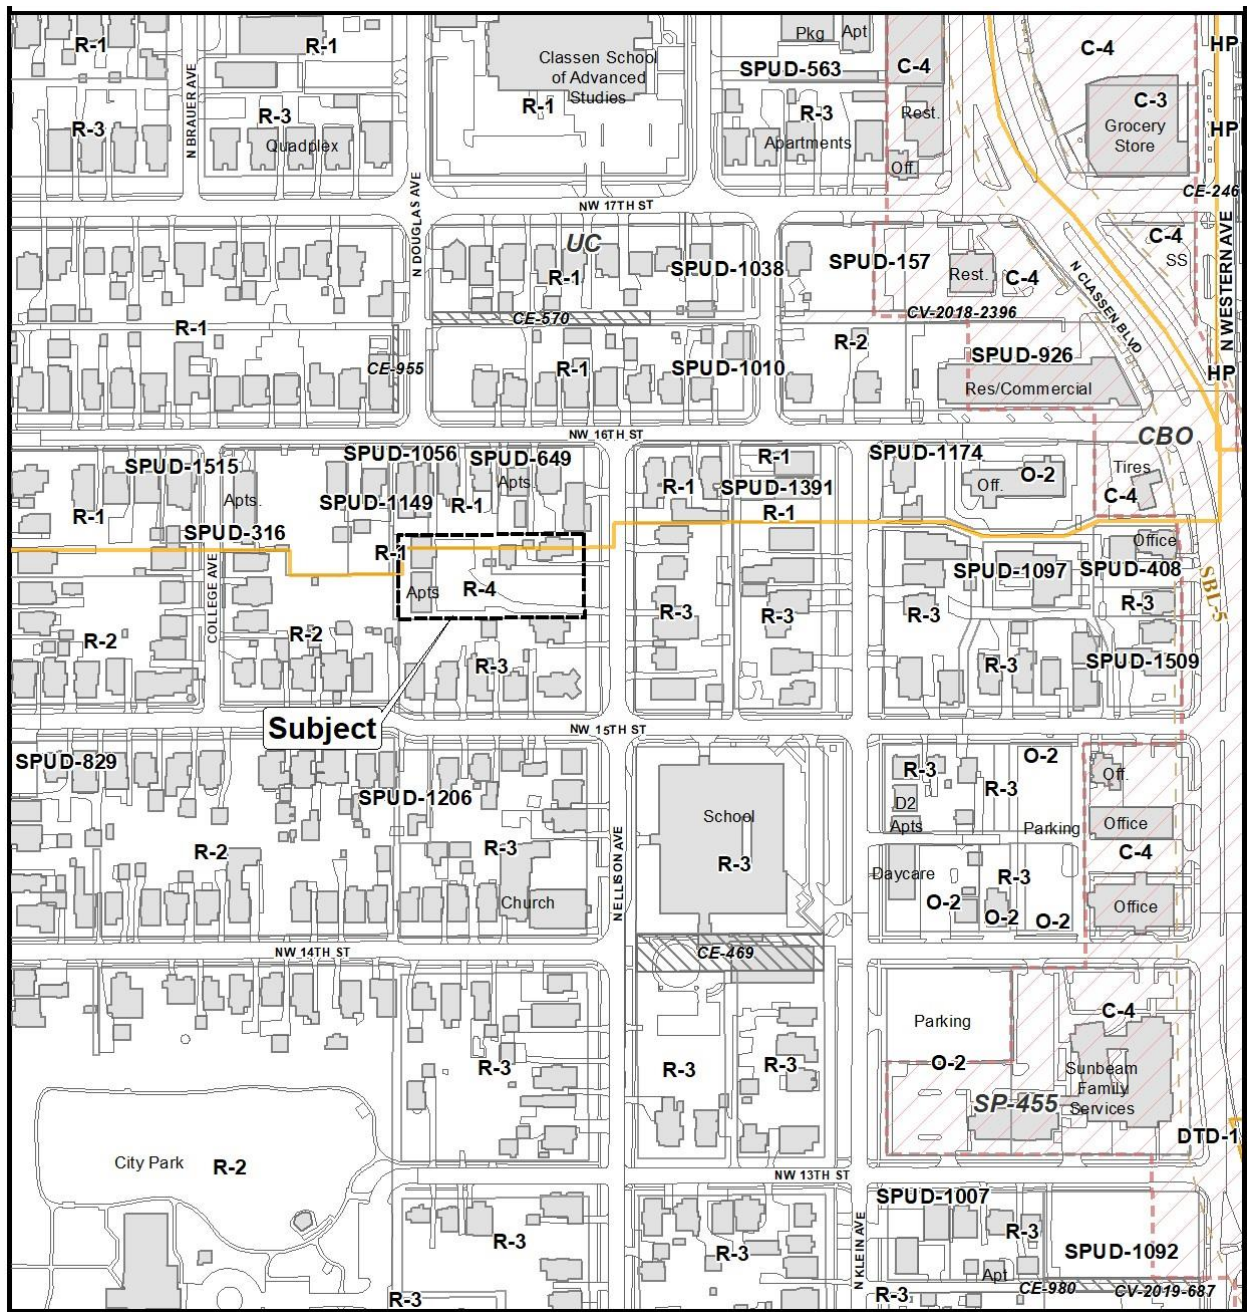 R-1
R-1
Classen School
of Advanced
Studies
R-1
Pkg
Apt
SPUD-563
C-4
C-4
HP
N BRAUER AVE
R-3
R-3
Quadplex
R-3
Apartments
Rest.
Off.
C-3
Grocery
Store
HP
CE-246
N DOUGLAS AVE
NW 17TH ST
UC
R-1
SPUD-1038
SPUD-157
Rest.
C-4
C-4
SS
N CLASSEN BLVD
N WESTERN AVE
R-1
CE-570
CV-2018-2396
CE-955
R-1
SPUD-1010
R-2
SPUD-926
Res/Commercial
HP
NW 16TH ST
CBO
SPUD-1515
SPUD-1056
SPUD-649
R-1
SPUD-1174
Apts.
SPUD-1149
R-1
Apts
R-1
SPUD-1391
Off.
O-2
Tires
C-4
R-1
SPUD-316
R-1
R-1
Office
COLLEGE AVE
Apts
R-4
SPUD-1097
SPUD-408
SBL-5
R-2
R-2
R-3
R-3
R-3
R-3
R-3
R-3
SPUD-1509
Subject
NW 15TH ST
SPUD-829
SPUD-1206
School
R-3
R-3
D2
Apts
O-2
R-3
Parking
Off.
Office
C-4
R-2
R-3
Church
N ELLISON AVE
Daycare
O-2
R-3
O-2
O-2
Office
NW 14TH ST
CE-469
R-3
R-3
R-3
Parking
O-2
C-4
Sunbeam
Family
Services
SP-455
DTD-1
City Park
R-2
NW 13TH ST
R-3
R-3
R-3
N KLEIN AVE
SPUD-1007
R-3
Apt
SPUD-1092
CE-980
CV-2019-687
R-3